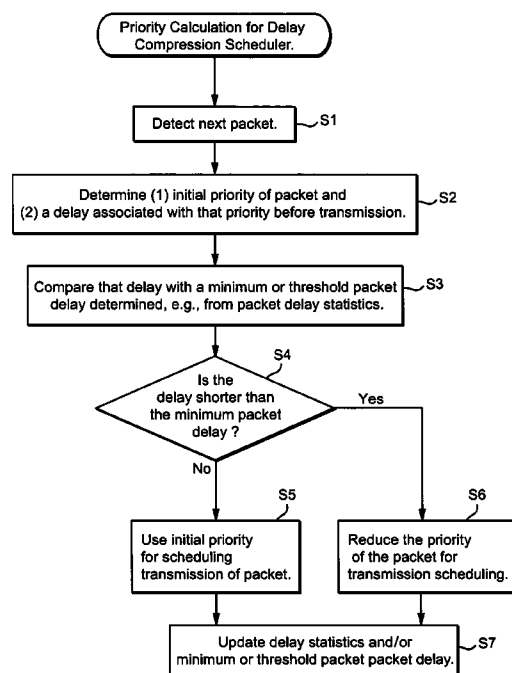 Priority Calculation for Delay
Compression Scheduler.
Detect next packet.
S1
Determine (1) initial priority of packet and
(2) a delay associated with that priority before transmission.
S2
Compare that delay with a minimum or threshold packet
delay determined, e.g., from packet delay statistics.
S3
S4
Is the
delay shorter than
the minimum packet
delay ?
Yes
No
S5
Use initial priority
for scheduling
transmission of packet.
S6
Reduce the priority
of the packet for
transmission scheduling.
Update delay statistics and/or
minimum or threshold packet packet delay.
S7